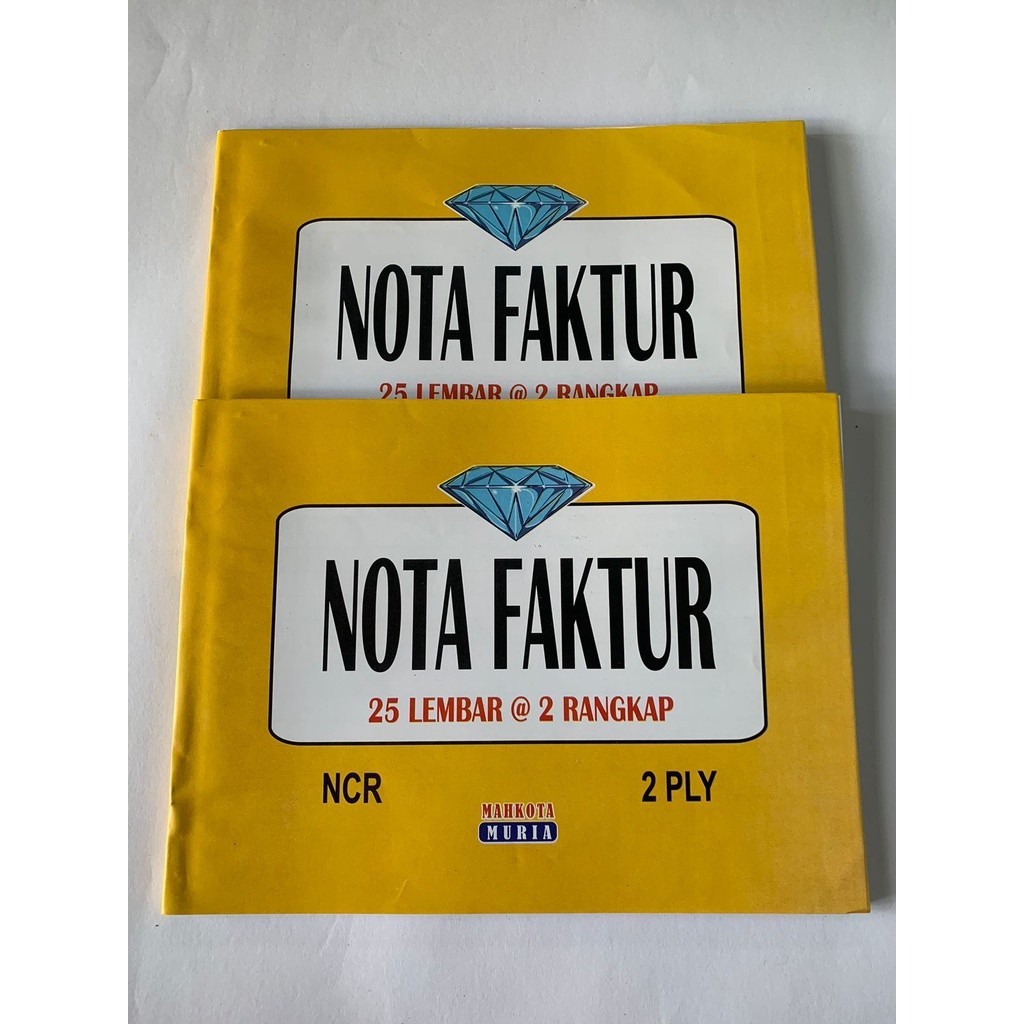 NOTA FAKTUR
25 LEMBAR @ 2 RANGKAP
NOTA FAKTUR
25 LEMBAR @ 2 RANGKAP
NCR
2 PLY
MAHKOTA
MURIA